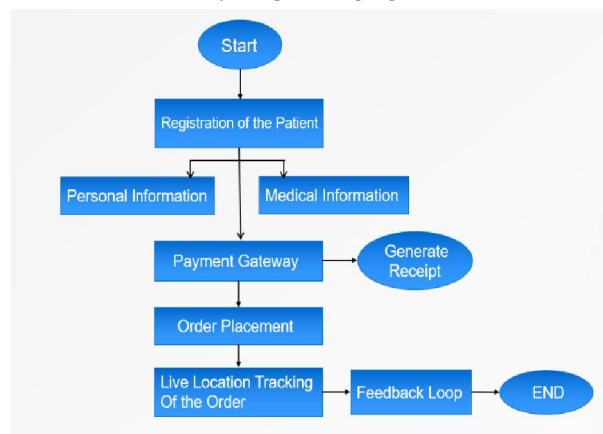 Start
Registration of the Patient
Personal Information
Medical Information
Payment Gateway
Generate
Receipt
Order Placement
Live Location Tracking
Of the Order
Feedback Loop
END